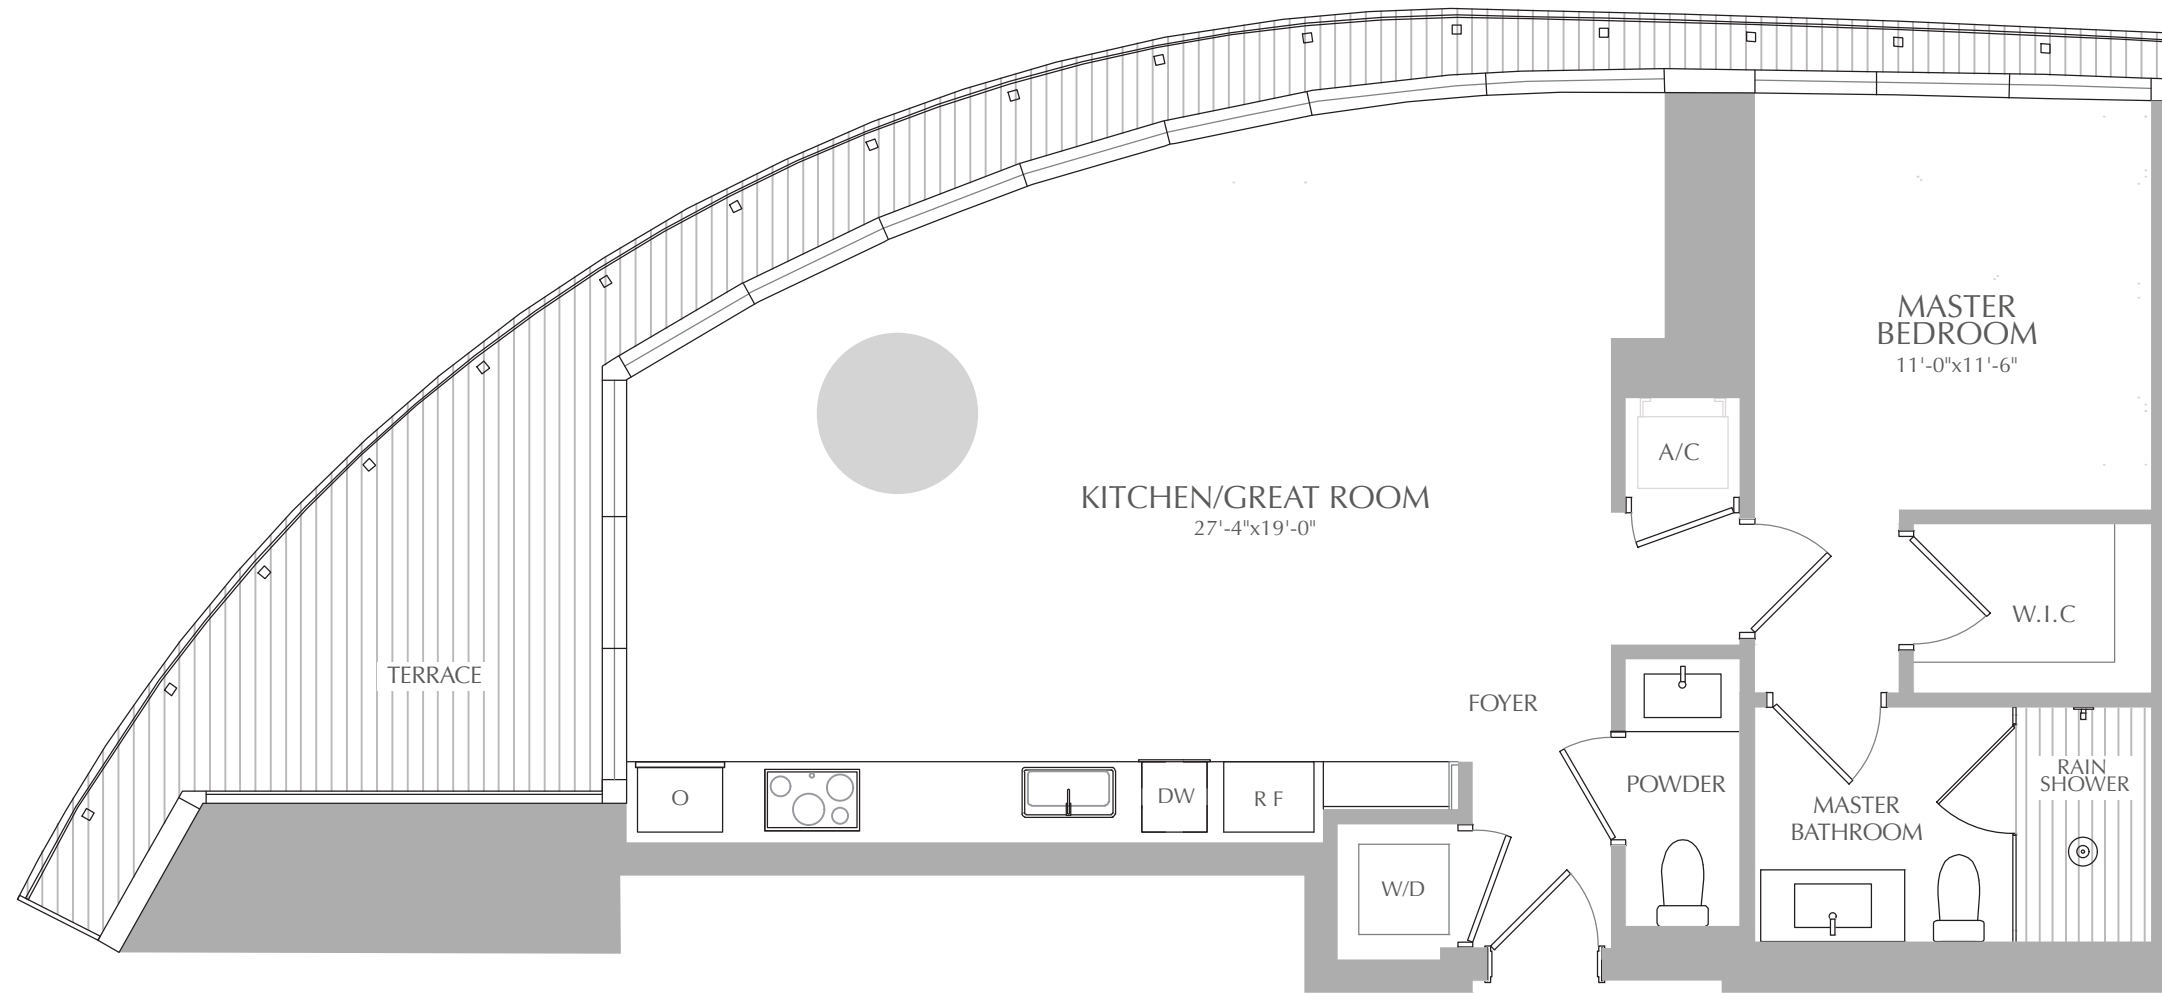 MASTER
BEDROOM
11'-0"x11'-6"
A/C
KITCHEN/GREAT ROOM
27'-4"x19'-0"
W.I.C
TERRACE
FOYER
O
DW
R F
POWDER
RAIN
SHOWER
MASTER
BATHROOM
W/D